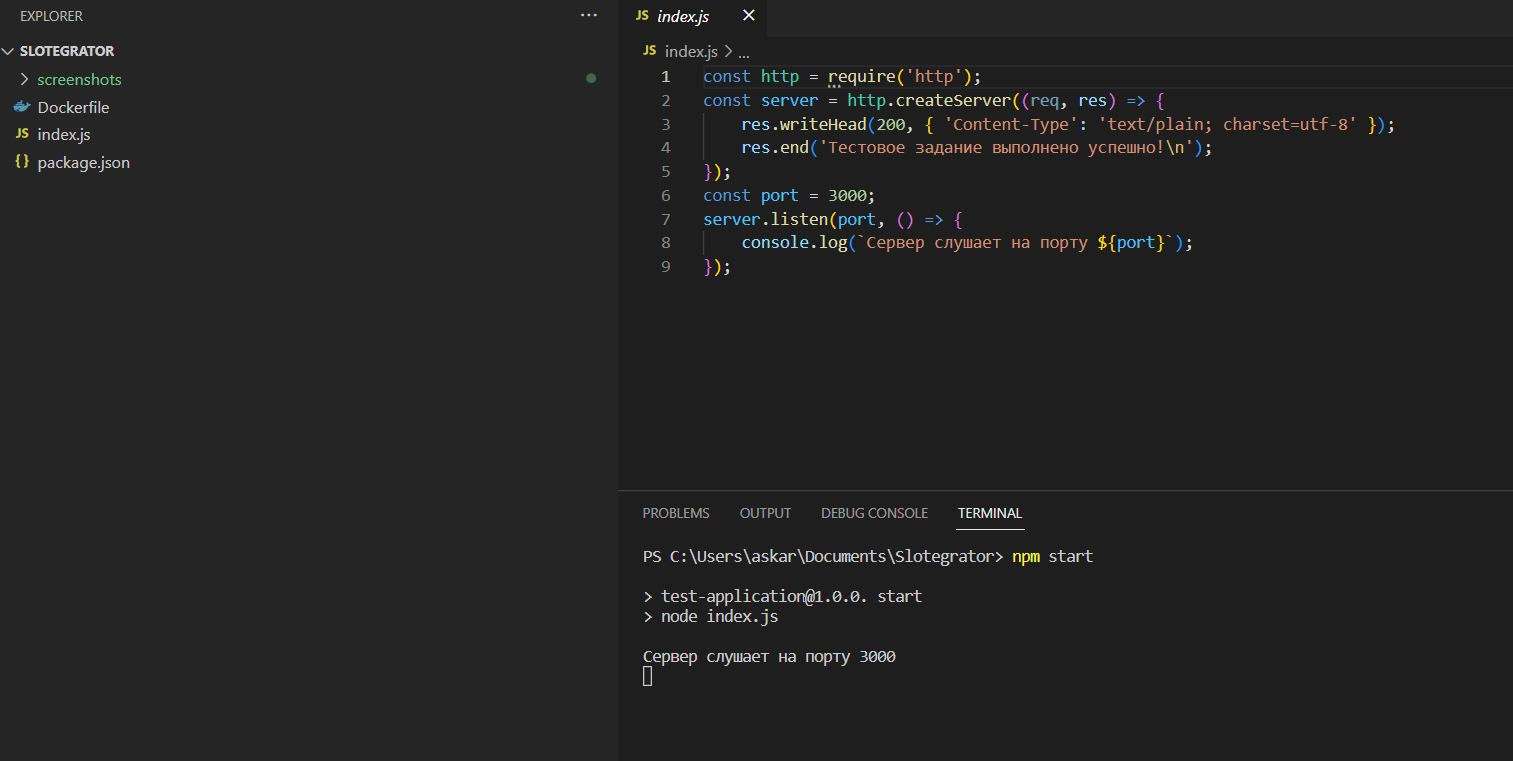 EXPLORER ...
SLOTEGRATOR
screenshots
Dockerfile
JS index.js
{} package.json
JS index.js ×
JS index.js > ...
1 const http = require('http');
2 const server = http.createServer((req, res) => {
3 res.writeHead(200, { 'Content-Type': 'text/plain; charset=utf-8' });
4 res.end('Тестовое задание выполнено успешно!\n');
5 });
6 const port = 3000;
7 server.listen(port, () => {
8 console.log(`Сервер слушает на порту ${port}`);
9 });
PROBLEMS OUTPUT DEBUG CONSOLE TERMINAL
PS C:\Users\askar\Documents\Slotegrator> npm start
> test-application@1.0.0. start
> node index.js
Сервер слушает на порту 3000